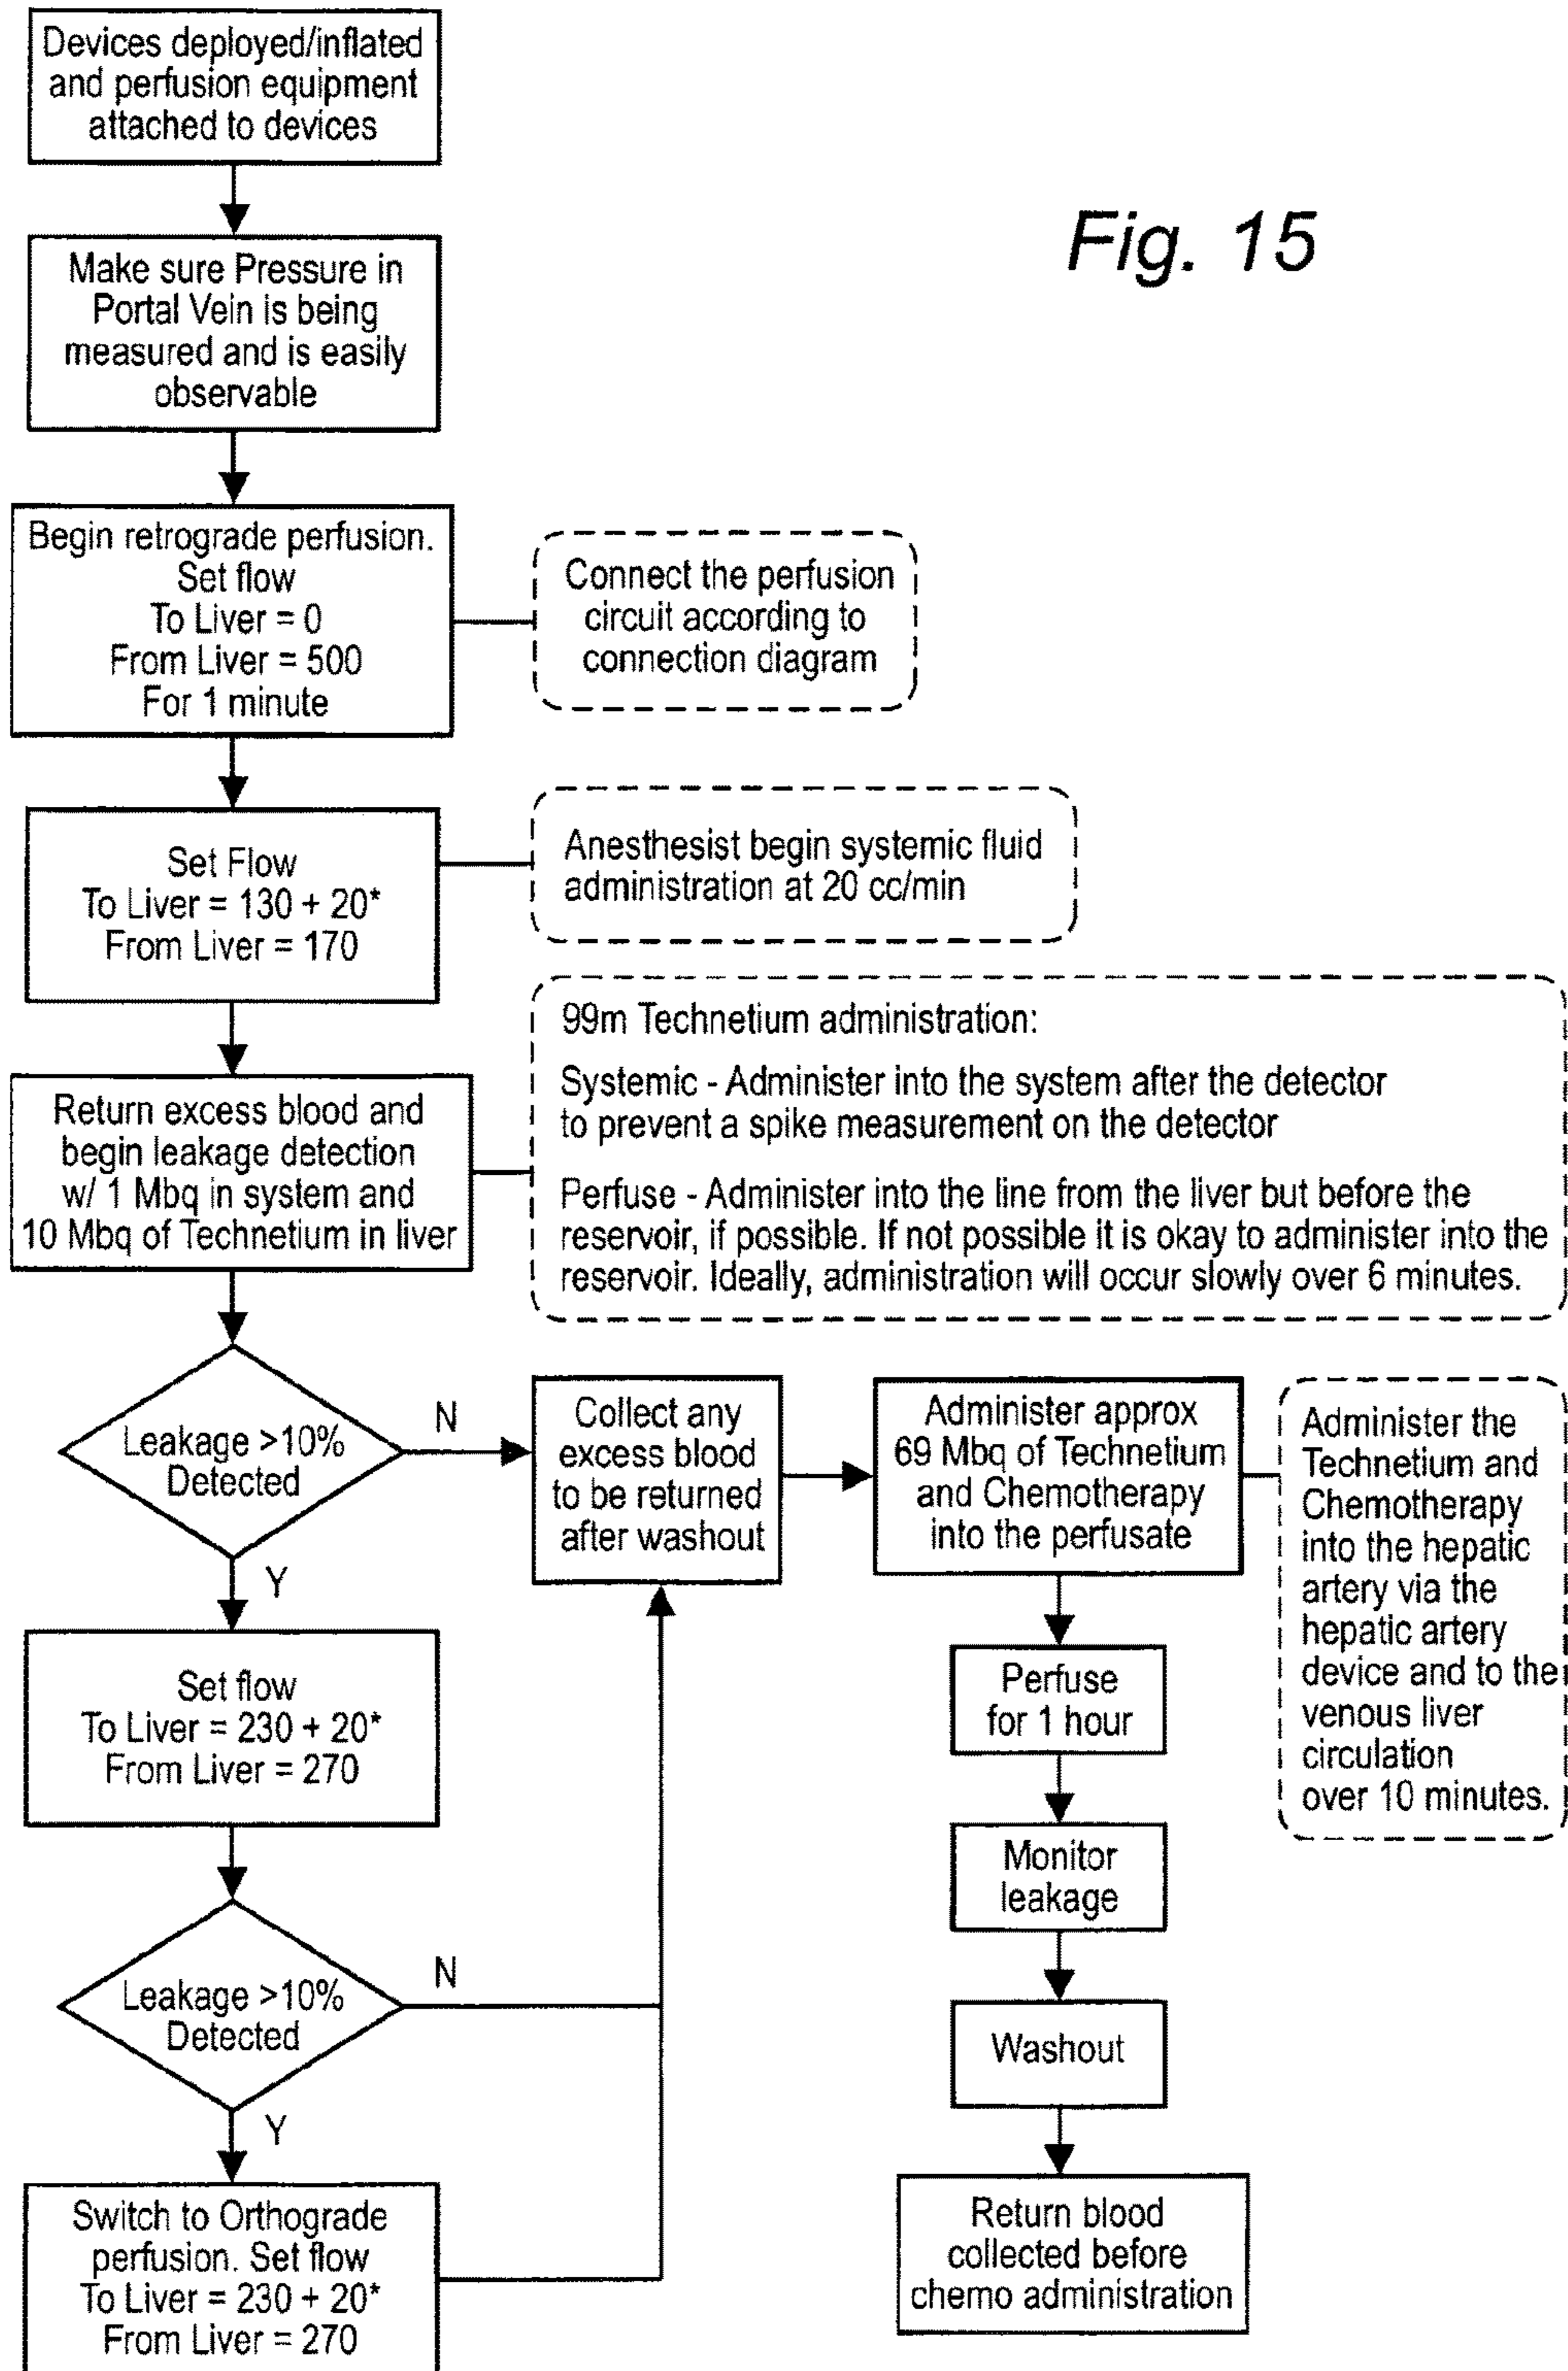 Devices deployed/inflated
and perfusion equipment
attached to devices
Fig. 15
Make sure Pressure in
Portal Vein is being
measured and is easily
observable
Begin retrograde perfusion.
Set flow
To Liver = 0
From Liver = 500
For 1 minute
Connect the perfusion
circuit according to
connection diagram
Set Flow
To Liver = 130 + 20*
From Liver = 170
Anesthesist begin systemic fluid
administration at 20 cc/min
Return excess blood and
begin leakage detection
w/ 1 Mbq in system and
10 Mbq of Technetium in liver
99m Technetium administration:
Systemic - Administer into the system after the detector
to prevent a spike measurement on the detector
Perfuse - Administer into the line from the liver but before the
reservoir, if possible. If not possible it is okay to administer into the
reservoir. Ideally, administration will occur slowly over 6 minutes.
Leakage >10%
Detected
N
Y
Collect any
excess blood
to be returned
after washout
Administer approx
69 Mbq of Technetium
and Chemotherapy
into the perfusate
Administer the
Technetium and
Chemotherapy
into the hepatic
artery via the
hepatic artery
device and to the
venous liver
circulation
over 10 minutes.
Set flow
To Liver = 230 + 20*
From Liver = 270
Perfuse
for 1 hour
Monitor
leakage
Leakage >10%
Detected
N
Y
Washout
Switch to Orthograde
perfusion. Set flow
To Liver = 230 + 20*
From Liver = 270
Return blood
collected before
chemo administration